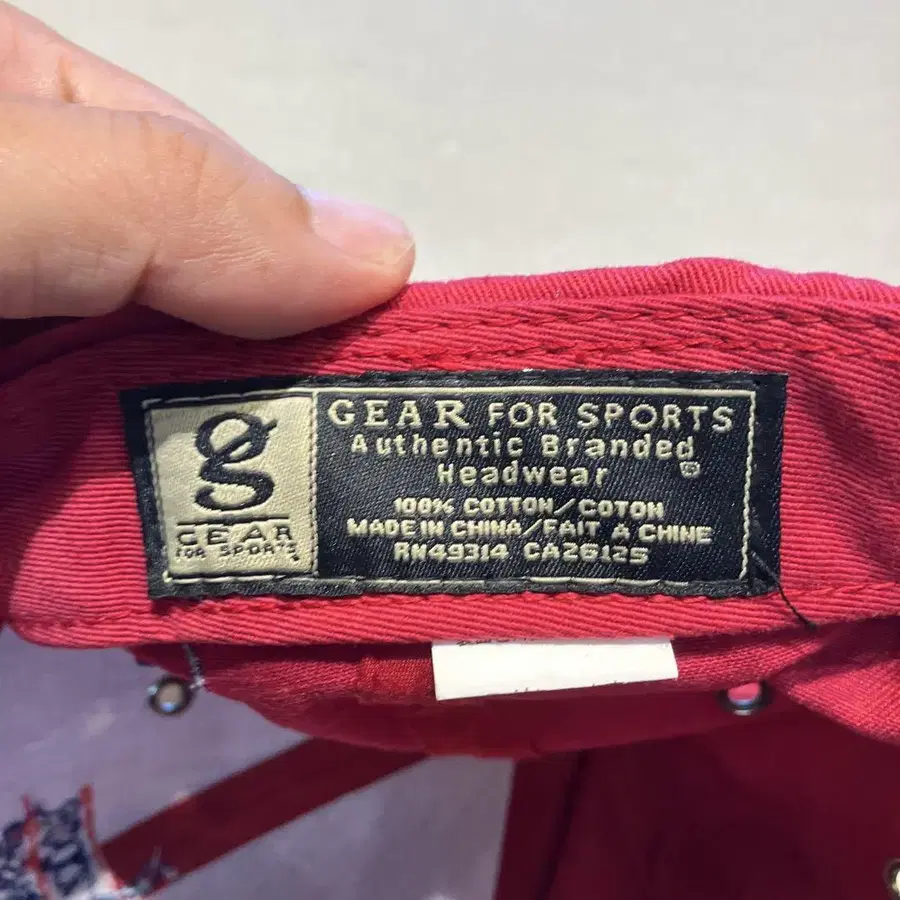 g
GEAR
FOR SPORTS
GEAR FOR SPORTS
Authentic Branded
Headwear ®
100% COTTON/COTON
MADE IN CHINA/FAIT A CHINE
RN49314 CA26125